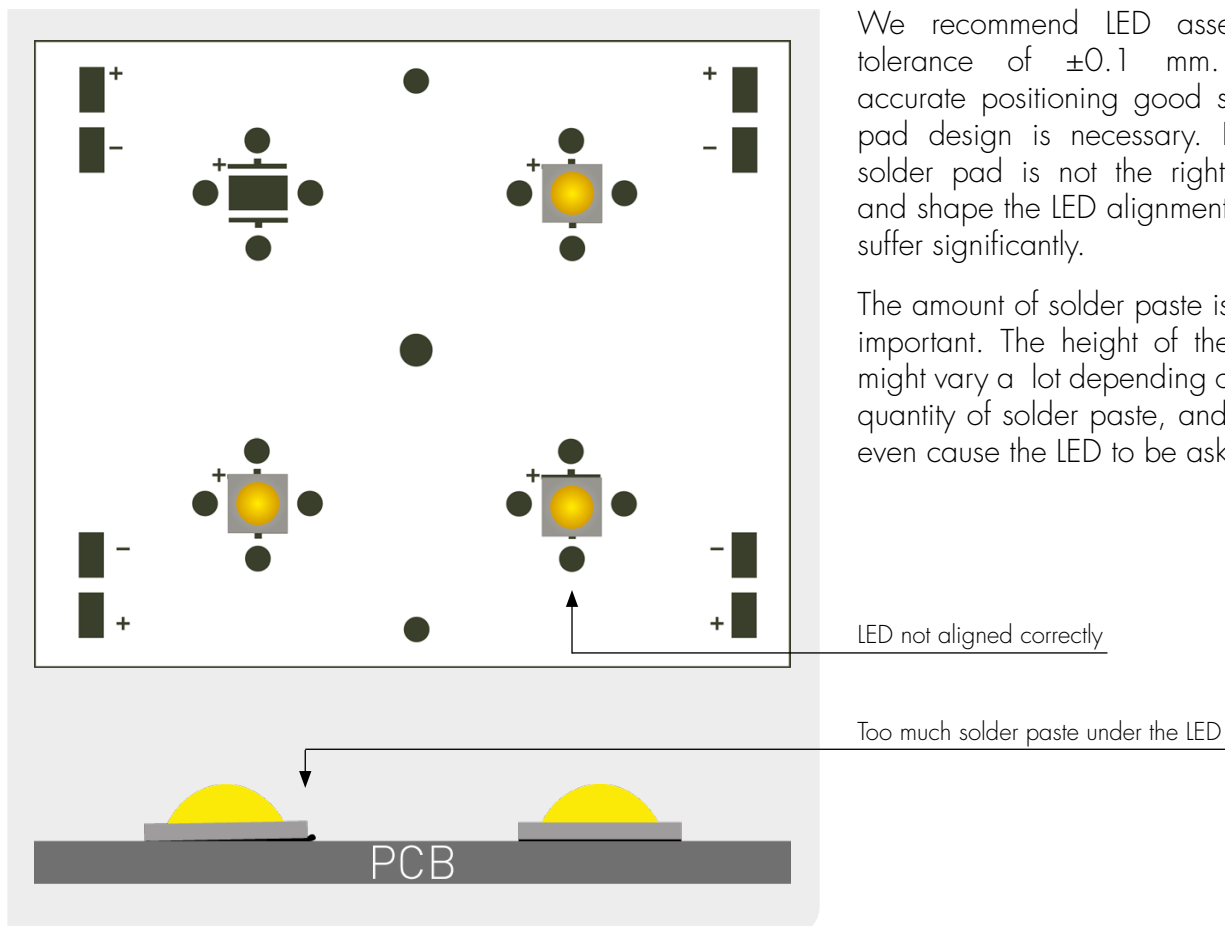 We recommend LED asse
tolerance of ±0.1 mm.
accurate positioning good s
pad design is necessary.
solder pad is not the right
and shape the LED alignment
suffer significantly.
The amount of solder paste is
important. The height of the
might vary a lot depending
quantity of solder paste, and
even cause the LED to be ask
+ +
- -
+ +
+ +
- -
+ +
LED not aligned correctly
Too much solder paste under the LED
PCB